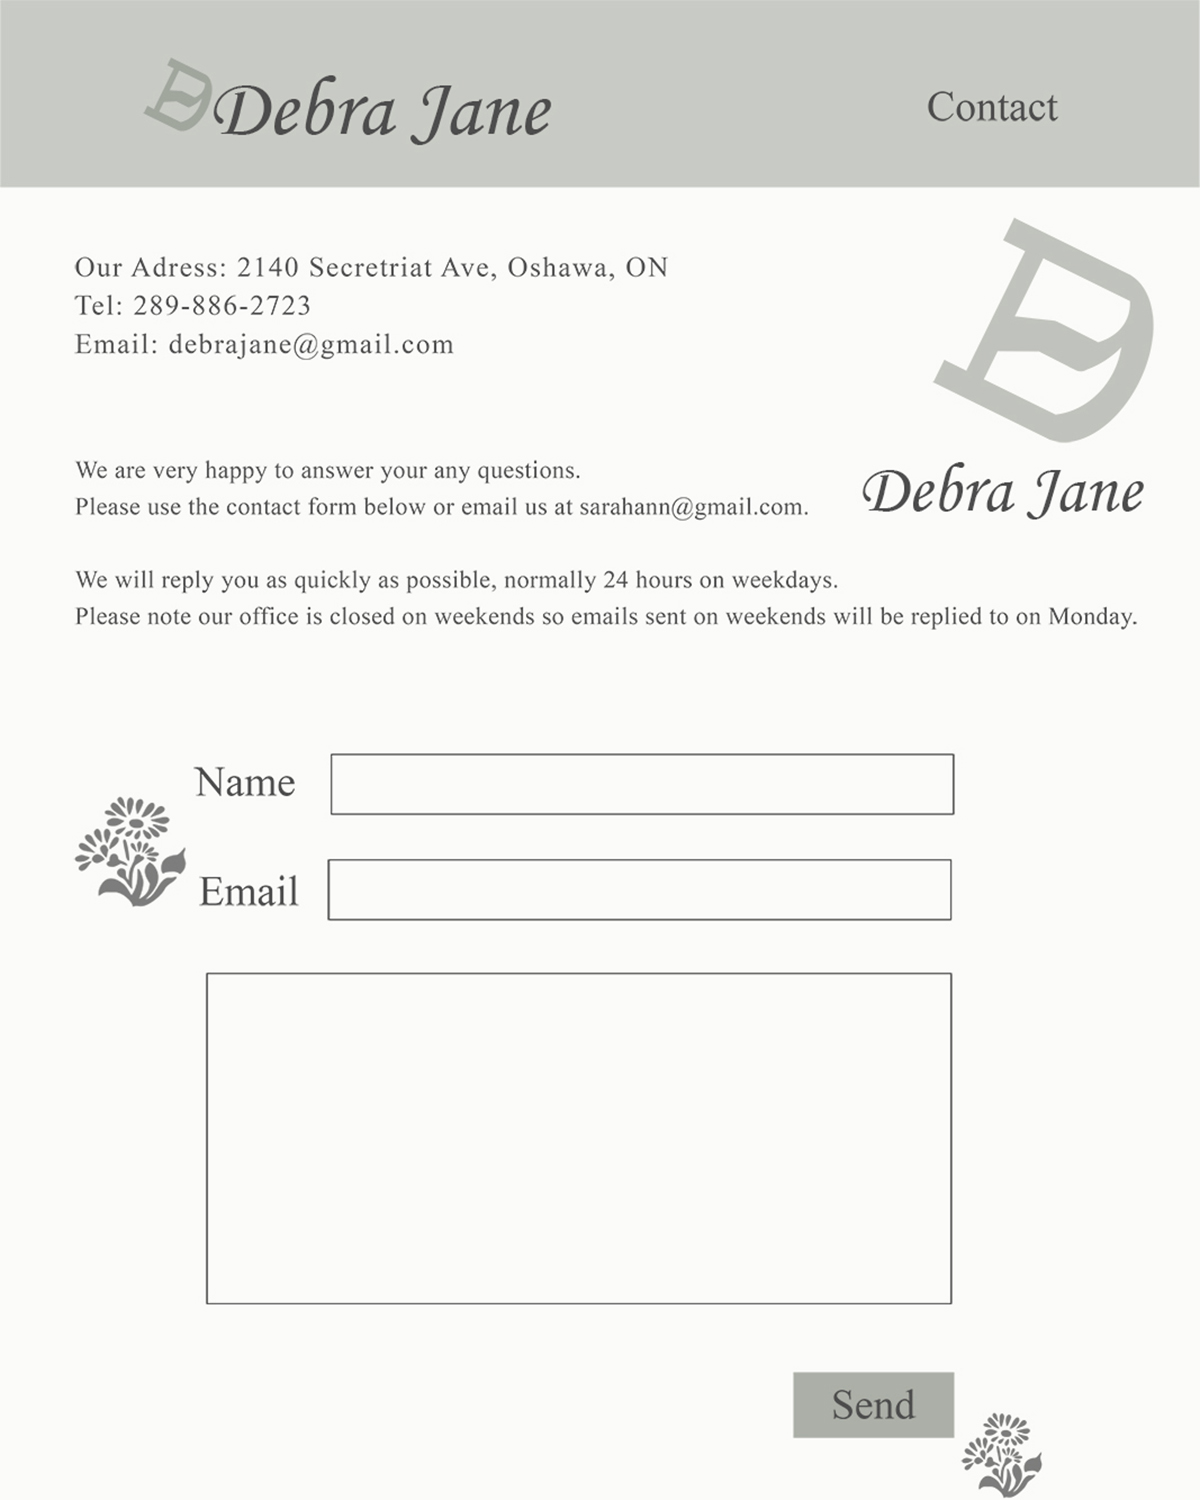 Debra Jane
Contact
Our Adress: 2140 Secretriat Ave, Oshawa, ON
Tel: 289-886-2723
Email: debrajane@gmail.com
Debra Jane
We are very happy to answer your any questions.
Please use the contact form below or email us at sarahann@gmail.com.
We will reply you as quickly as possible, normally 24 hours on weekdays.
Please note our office is closed on weekends so emails sent on weekends will be replied to on Monday.
Name
Email
Send